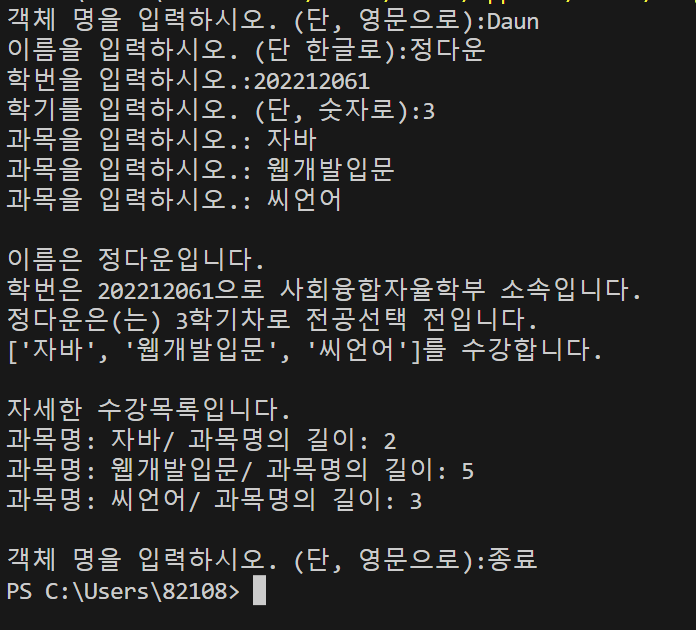 객체 명을 입력하시오. (단, 영문으로):Daun
이름을 입력하시오. (단 한글로):정다운
학번을 입력하시오.:202212061
학기를 입력하시오. (단, 숫자로):3
과목을 입력하시오.: 자바
과목을 입력하시오.: 웹개발입문
과목을 입력하시오.: 씨언어
이름은 정다운입니다.
학번은 202212061으로 사회융합자율학부 소속입니다.
정다운은(는) 3학기차로 전공선택 전입니다.
['자바', '웹개발입문', '씨언어']를 수강합니다.
자세한 수강목록입니다.
과목명: 자바/ 과목명의 길이: 2
과목명: 웹개발입문/ 과목명의 길이: 5
과목명: 씨언어/ 과목명의 길이: 3
객체 명을 입력하시오. (단, 영문으로):종료
PS C:\Users\82108>